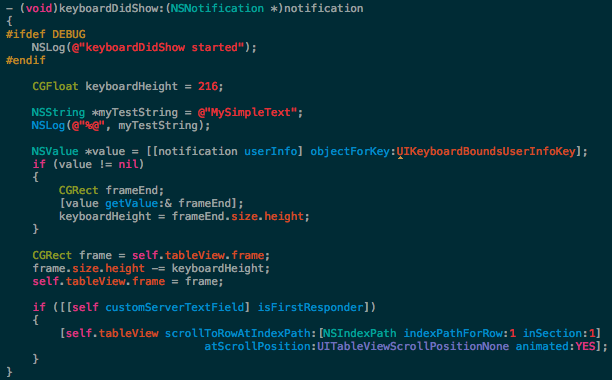 - (void)keyboardDidShow:(NSNotification *)notification
{
#ifdef DEBUG
    NSLog(@"keyboardDidShow started");
#endif

    CGFloat keyboardHeight = 216;

    NSString *myTestString = @"MySimpleText";
    NSLog(@"%@", myTestString);

    NSValue *value = [[notification userInfo] objectForKey:UIKeyboardBoundsUserInfoKey];
    if (value != nil)
    {
        CGRect frameEnd;
        [value getValue:& frameEnd];
        keyboardHeight = frameEnd.size.height;
    }

    CGRect frame = self.tableView.frame;
    frame.size.height -= keyboardHeight;
    self.tableView.frame = frame;

    if ([[self customServerTextField] isFirstResponder])
    {
        [self.tableView scrollToRowAtIndexPath:[NSIndexPath indexPathForRow:1 inSection:1]
                              atScrollPosition:UITableViewScrollPositionNone animated:YES];
    }
}